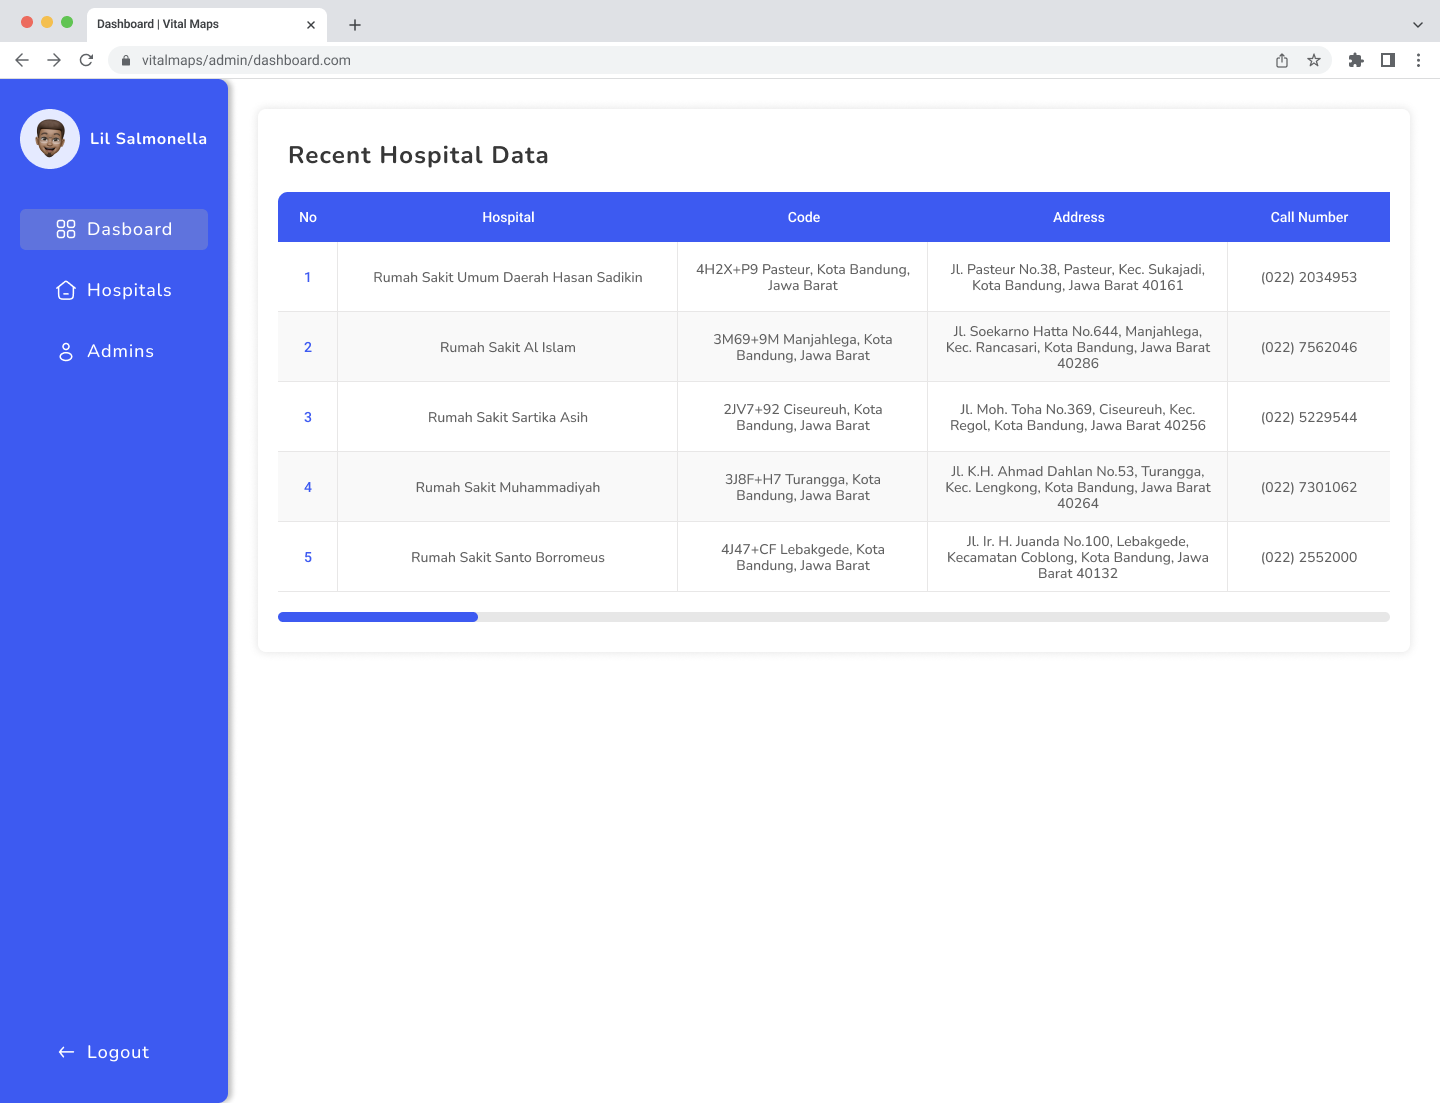 Dashboard | Vital Maps
vitalmaps/admin/dashboard.com
Lil Salmonella
Dasboard
Hospitals
Admins
Logout
Recent Hospital Data
No Hospital Code Address Call Number
1 Rumah Sakit Umum Daerah Hasan Sadikin 4H2X+P9 Pasteur, Kota Bandung, Jl. Pasteur No.38, Pasteur, Kec. Sukajadi, (022) 2034953
Jawa Barat Kota Bandung, Jawa Barat 40161
Jl. Soekarno Hatta No.644, Manjahlega,
2 Rumah Sakit Al Islam 3M69+9M Manjahlega, Kota Kec. Rancasari, Kota Bandung, Jawa Barat (022) 7562046
Bandung, Jawa Barat 40286
3 Rumah Sakit Sartika Asih 2JV7+92 Ciseureuh, Kota Jl. Moh. Toha No.369, Ciseureuh, Kec. (022) 5229544
Bandung, Jawa Barat Regol, Kota Bandung, Jawa Barat 40256
Jl. K.H. Ahmad Dahlan No.53, Turangga,
4 Rumah Sakit Muhammadiyah 3J8F+H7 Turangga, Kota Kec. Lengkong, Kota Bandung, Jawa Barat (022) 7301062
Bandung, Jawa Barat 40264
Jl. Ir. H. Juanda No.100, Lebakgede,
5 Rumah Sakit Santo Borromeus 4J47+CF Lebakgede, Kota Kecamatan Coblong, Kota Bandung, Jawa (022) 2552000
Bandung, Jawa Barat Barat 40132